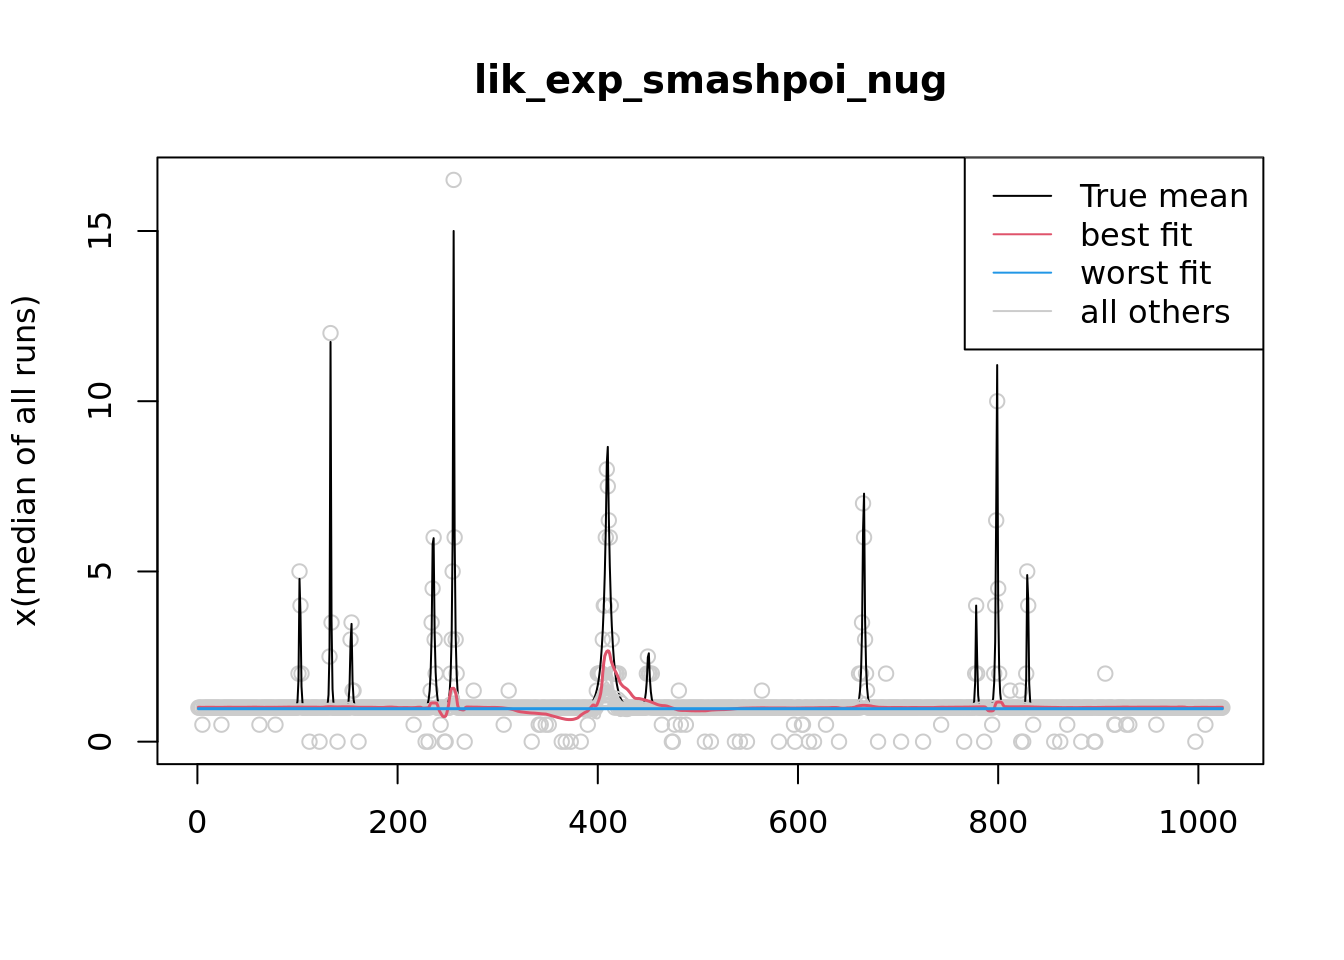 lik_exp_smashpoi_nug
True mean
best fit
worst fit
all others
x(median of all runs)
15
10
5
0
0 200 400 600 800 1000